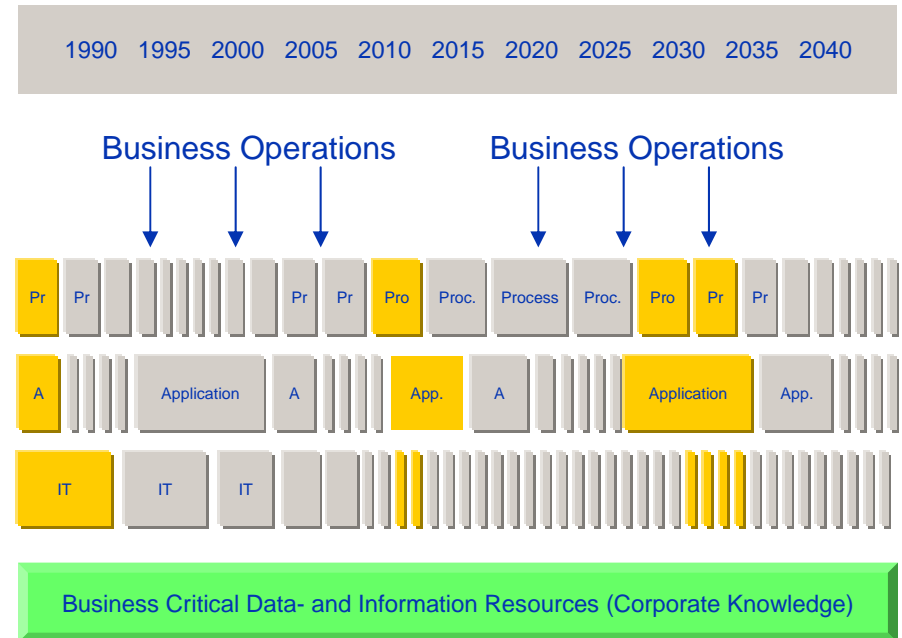 1990 1995 2000 2005 2010 2015 2020 2025 2030 2035 2040
Business Operations Business Operations
Pr Pr Pr Pr Pro Proc. Process Proc. Pro Pr Pr
A Application A App. A Application App.
IT IT IT
Business Critical Data- and Information Resources (Corporate Knowledge)